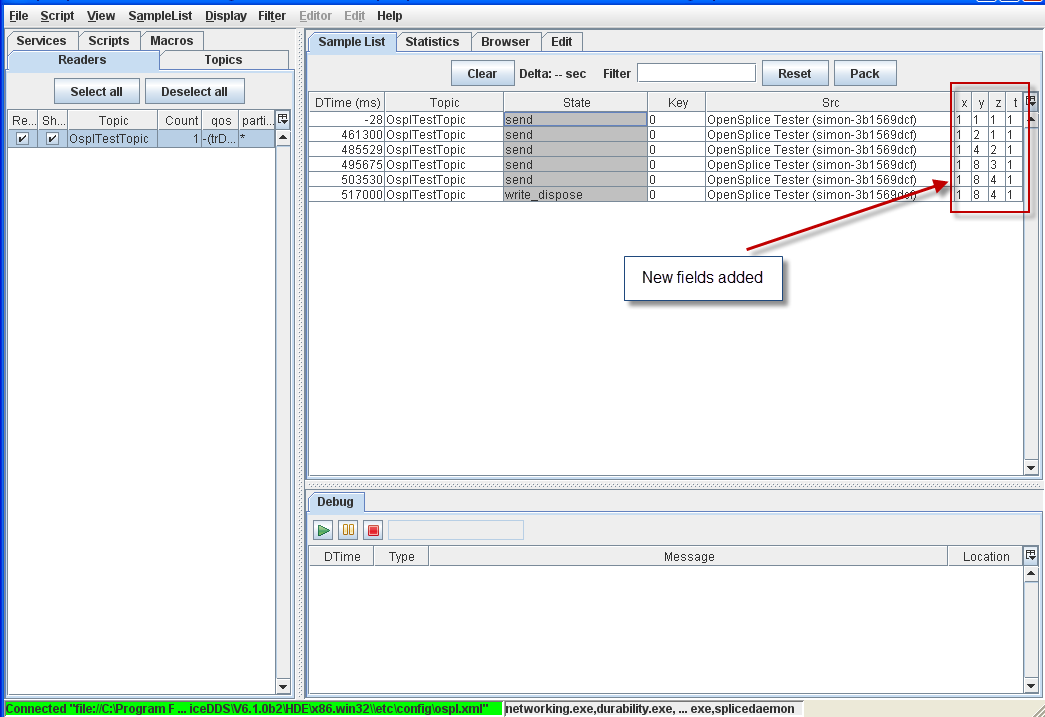 File Script View SampleList Display Filter Editor Edit Help
Services Scripts Macros
Readers Topics
Select all Deselect all
Re... Sh... Topic Count qos parti...
OsplTestTopic 1 -(trD... *
Sample List Statistics Browser Edit
Clear Delta: -- sec Filter Reset Pack
DTime (ms) Topic State Key Src x y z t
-28 OsplTestTopic send 0 OpenSplice Tester (simon-3b1569dcf) 1 1 1 1
461300 OsplTestTopic send 0 OpenSplice Tester (simon-3b1569dcf) 1 2 1 1
485529 OsplTestTopic send 0 OpenSplice Tester (simon-3b1569dcf) 1 4 2 1
495675 OsplTestTopic send 0 OpenSplice Tester (simon-3b1569dcf) 1 8 3 1
503530 OsplTestTopic send 0 OpenSplice Tester (simon-3b1569dcf) 1 8 4 1
517000 OsplTestTopic write_dispose 0 OpenSplice Tester (simon-3b1569dcf) 1 8 4 1
New fields added
Debug
DTime Type Message Location
Connected "file://C:\Program F ... iceDDS\V6.1.0b2\HDE\x86.win32\\etc\config\ospl.xml" networking.exe,durability.exe, ... exe,splicedaemon